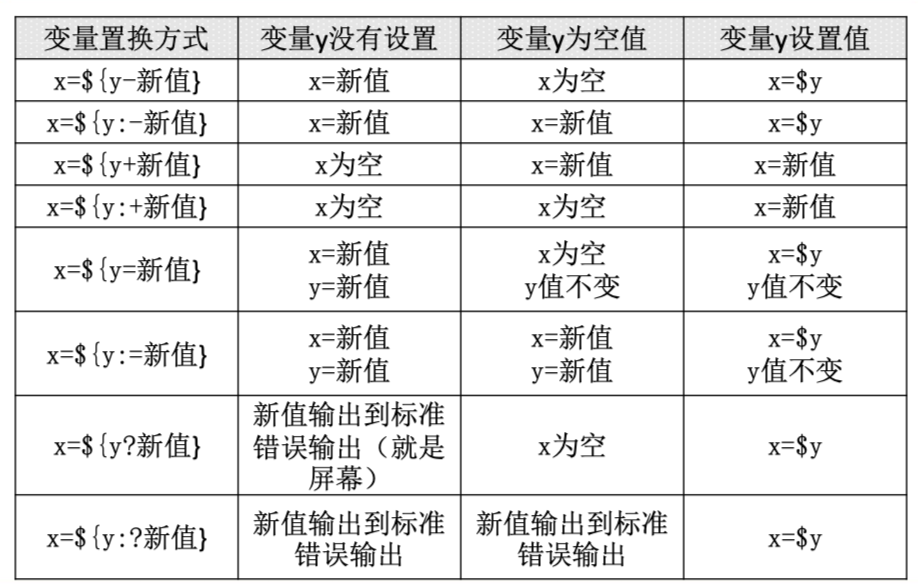 变量置换方式 变量y没有设置 变量y为空值 变量y设置值
x=${y-新值} x=新值 x为空 x=$y
x=${y:-新值} x=新值 x=新值 x=$y
x=${y+新值} x为空 x=新值 x=新值
x=${y:+新值} x为空 x为空 x=新值
x=${y=新值}
x=新值
y=新值
x为空
y值不变
x=$y
y值不变
x=${y:=新值}
x=新值
y=新值
x=新值
y=新值
x=$y
y值不变
x=${y?新值}
新值输出到标准
错误输出（就是
屏幕）
x为空
x=$y
x=${y:?新值}
新值输出到标准
错误输出
新值输出到标准
错误输出
x=$y